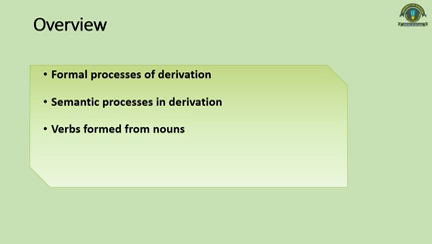 Overview
• Formal processes of derivation
• Semantic processes in derivation
• Verbs formed from nouns